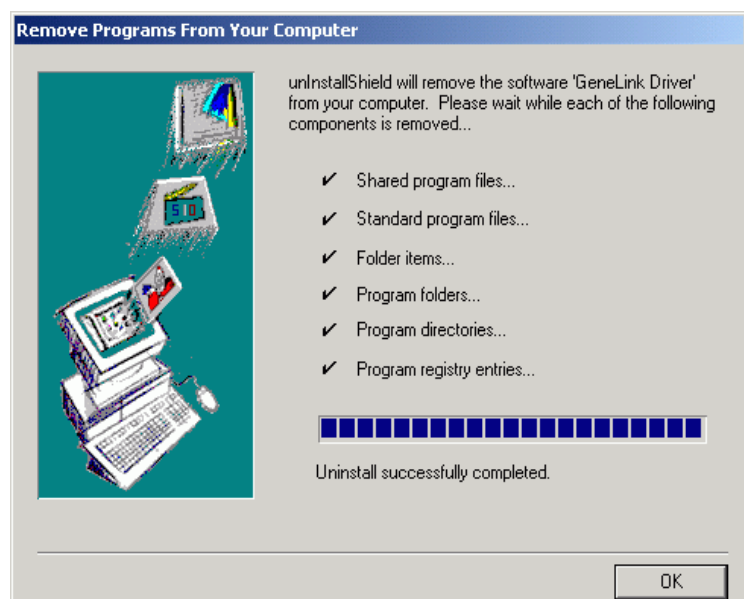 Remove Programs From Your Computer
unInstallShield will remove the software 'GeneLink Driver'
from your computer.  Please wait while each of the following
components is removed...
✔ Shared program files...
✔ Standard program files...
✔ Folder items...
✔ Program folders...
✔ Program directories...
✔ Program registry entries...
Uninstall successfully completed.
OK